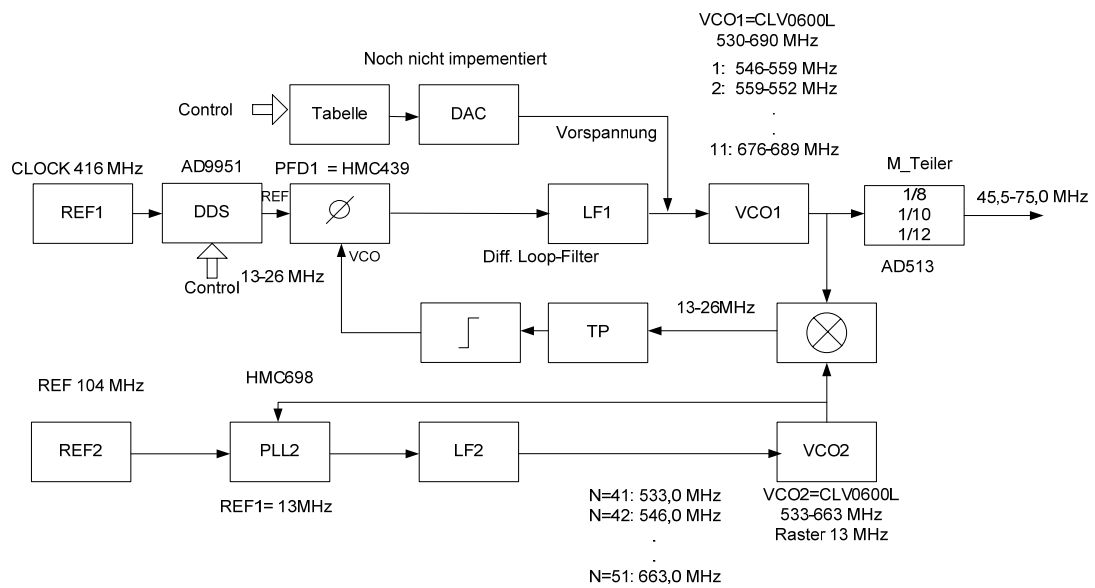 VCO1=CLV0600L
530-690 MHz
1: 546-559 MHz
2: 559-552 MHz
.
.
11: 676-689 MHz
Noch nicht impementiert
Control
Tabelle
DAC
Vorspannung
CLOCK 416 MHz
AD9951
PFD1 = HMC439
M_Teiler
REF1
DDS
REF
LF1
VCO1
1/8
1/10
1/12
45,5-75,0 MHz
VCO
Diff. Loop-Filter
AD513
Control
13-26 MHz
13-26MHz
TP
REF 104 MHz
HMC698
REF2
PLL2
LF2
VCO2
REF1= 13MHz
N=41: 533,0 MHz
N=42: 546,0 MHz
.
.
N=51: 663,0 MHz
VCO2=CLV0600L
533-663 MHz
Raster 13 MHz